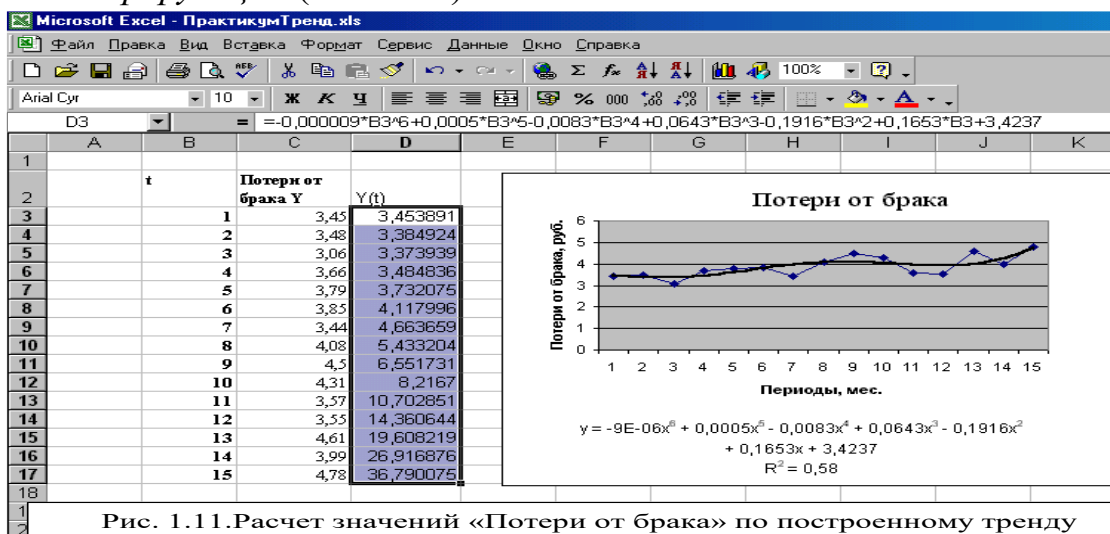 Microsoft Excel - ПрактикумТренд.xls
Файл Правка Вид Вставка Формат Сервис Данные Окно Справка
100%
Arial Cyr 10 Ж К Ч % 000
D3 = =-0,000009*B3^6+0,0005*B3^5-0,0083*B3^4+0,0643*B3^3-0,1916*B3^2+0,1653*B3+3,4237
A B C D E F G H I J K
1
2 t Потери от брака Y Y(t)
3 1 3,45 3,453891
4 2 3,48 3,384924
5 3 3,06 3,373939
6 4 3,66 3,484836
7 5 3,79 3,732075
8 6 3,85 4,117996
9 7 3,44 4,663659
10 8 4,08 5,433204
11 9 4,5 6,551731
12 10 4,31 8,2167
13 11 3,57 10,702851
14 12 3,55 14,360644
15 13 4,61 19,608219
16 14 3,99 26,916876
17 15 4,78 36,790075
18
Потери от брака
Потери от брака, руб.
6
5
4
3
2
1
0
1 2 3 4 5 6 7 8 9 10 11 12 13 14 15
Периоды, мес.
y = -9E-06x⁶ + 0,0005x⁵ - 0,0083x⁴ + 0,0643x³ - 0,1916x²
+ 0,1653x + 3,4237
R² = 0,58
Рис. 1.11.Расчет значений «Потери от брака» по построенному тренду